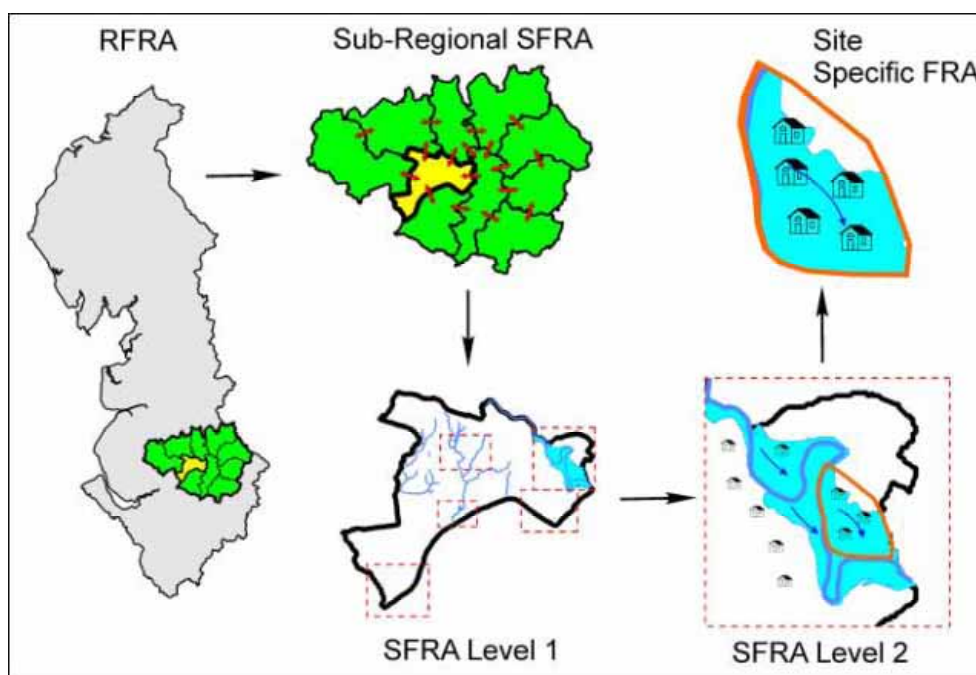 RFRA
Sub-Regional SFRA
Site
Specific FRA
SFRA Level 1
SFRA Level 2